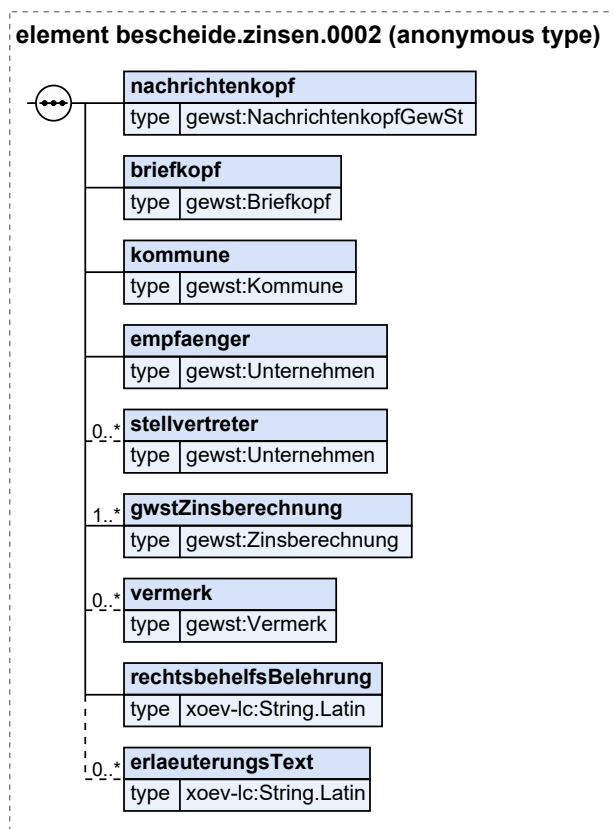 element bescheide.zinsen.0002 (anonymous type)
nachrichtenkopf
type gewst:NachrichtenkopfGewSt
briefkopf
type gewst:Briefkopf
kommune
type gewst:Kommune
empfaenger
type gewst:Unternehmen
0..* stellvertreter
type gewst:Unternehmen
1..* gwstZinsberechnung
type gewst:Zinsberechnung
0..* vermerk
type gewst:Vermerk
rechtsbehelfsBelehrung
type xoev-lc:String.Latin
0..* erlaeuterungsText
type xoev-lc:String.Latin